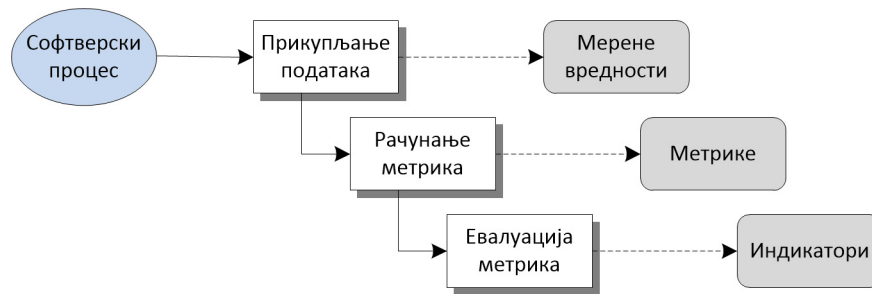 Софтверски
процес
Прикупљање
података
Мерене
вредности
Рачунање
метрика
Метрике
Евалуација
метрика
Индикатори